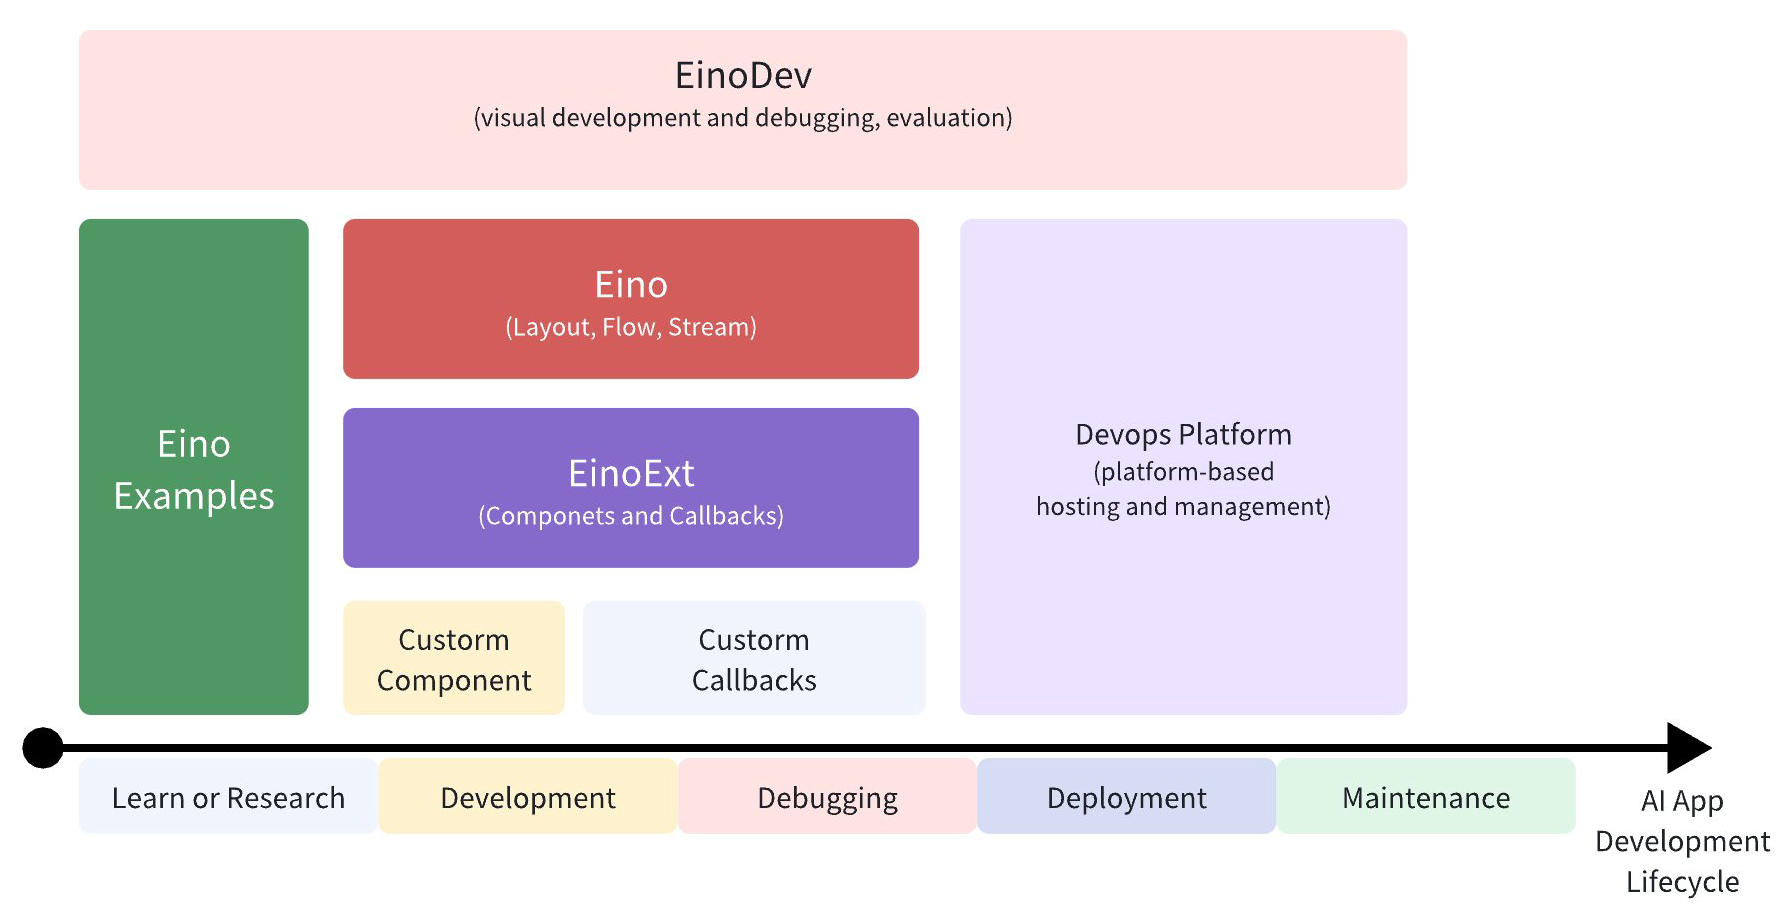 EinoDev
(visual development and debugging, evaluation)
Eino
Examples
Eino
(Layout, Flow, Stream)
EinoExt
(Componets and Callbacks)
Custorm
Component
Custorm
Callbacks
Devops Platform
(platform-based
hosting and management)
Learn or Research
Development
Debugging
Deployment
Maintenance
AI App
Development
Lifecycle